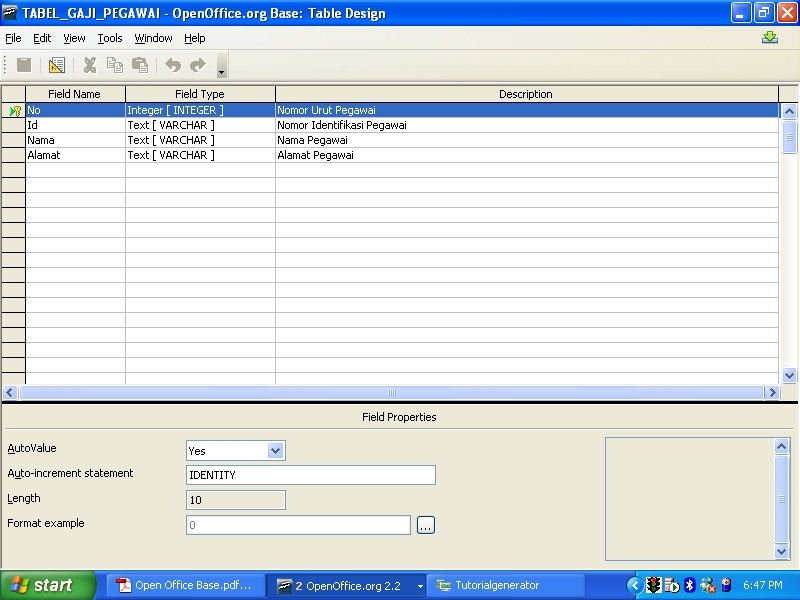 TABEL_GAJI_PEGAWAI - OpenOffice.org Base: Table Design
File Edit View Tools Window Help
Field Name Field Type Description
No Integer [ INTEGER ] Nomor Urut Pegawai
Id Text [ VARCHAR ] Nomor Identifikasi Pegawai
Nama Text [ VARCHAR ] Nama Pegawai
Alamat Text [ VARCHAR ] Alamat Pegawai
Field Properties
AutoValue Yes
Auto-increment statement IDENTITY
Length 10
Format example 0 ...
start Open Office Base.pdf... 2 OpenOffice.org 2.2 Tutorialgenerator 6:47 PM